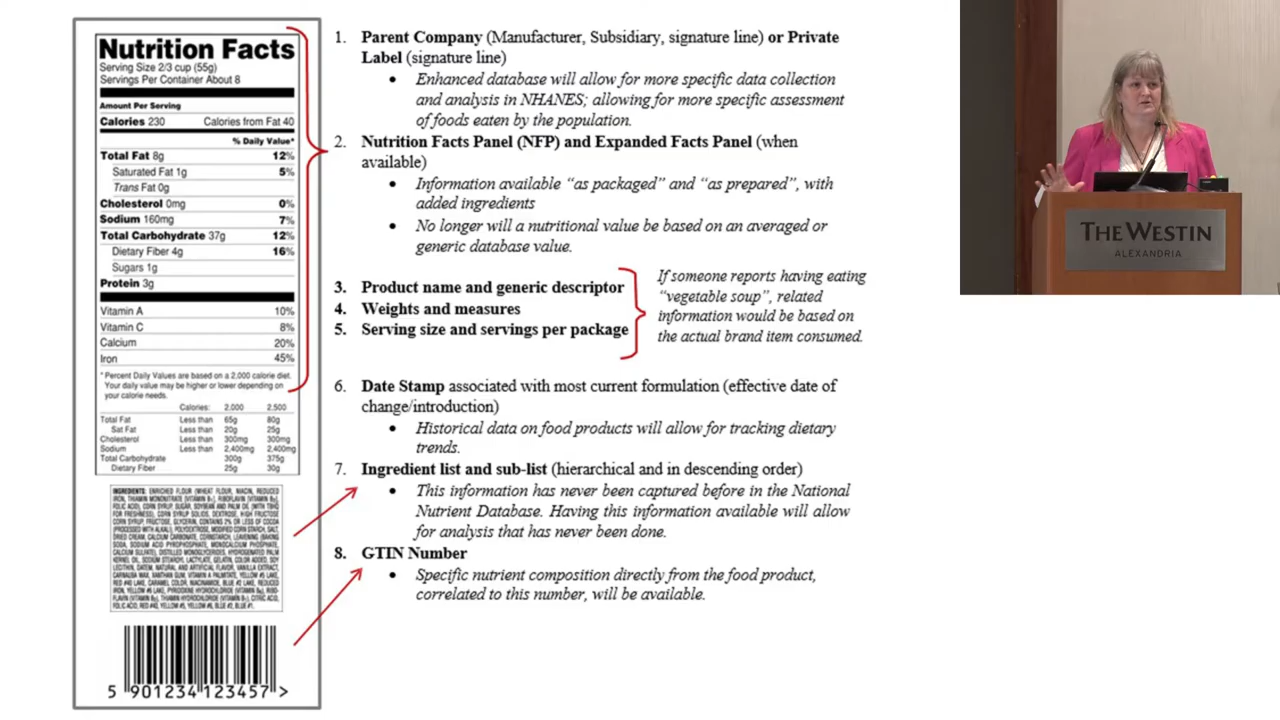 Nutrition Facts
Serving Size 2/3 cup (55g)
Servings Per Container About 8
Amount Per Serving
Calories 230 Calories from Fat 40
% Daily Value*
Total Fat 8g 12%
Saturated Fat 1g 5%
Trans Fat 0g
Cholesterol 0mg 0%
Sodium 160mg 7%
Total Carbohydrate 37g 12%
Dietary Fiber 4g 16%
Sugars 1g
Protein 3g
Vitamin A 10%
Vitamin C 8%
Calcium 20%
Iron 45%
* Percent Daily Values are based on a 2,000 calorie diet.
Your daily value may be higher or lower depending on
your calorie needs.
Calories: 2,000 2,500
Total Fat Less than 65g 80g
Sat Fat Less than 20g 25g
Cholesterol Less than 300mg 300mg
Sodium Less than 2,400mg 2,400mg
Total Carbohydrate 300g 375g
Dietary Fiber 25g 30g
INGREDIENTS: ENRICHED FLOUR (WHEAT FLOUR, NIACIN, REDUCED
5 901234 123457 >
1. Parent Company (Manufacturer, Subsidiary, signature line) or Private
Label (signature line)
• Enhanced database will allow for more specific data collection
and analysis in NHANES; allowing for more specific assessment
of foods eaten by the population.
2. Nutrition Facts Panel (NFP) and Expanded Facts Panel (when
available)
• Information available “as packaged” and “as prepared”, with
added ingredients
• No longer will a nutritional value be based on an averaged or
generic database value.
3. Product name and generic descriptor
4. Weights and measures
5. Serving size and servings per package
If someone reports having eating
“vegetable soup”, related
information would be based on
the actual brand item consumed.
6. Date Stamp associated with most current formulation (effective date of
change/introduction)
• Historical data on food products will allow for tracking dietary
trends.
7. Ingredient list and sub-list (hierarchical and in descending order)
• This information has never been captured before in the National
Nutrient Database. Having this information available will allow
for analysis that has never been done.
8. GTIN Number
• Specific nutrient composition directly from the food product,
correlated to this number, will be available.
THE WESTIN
ALEXANDRIA